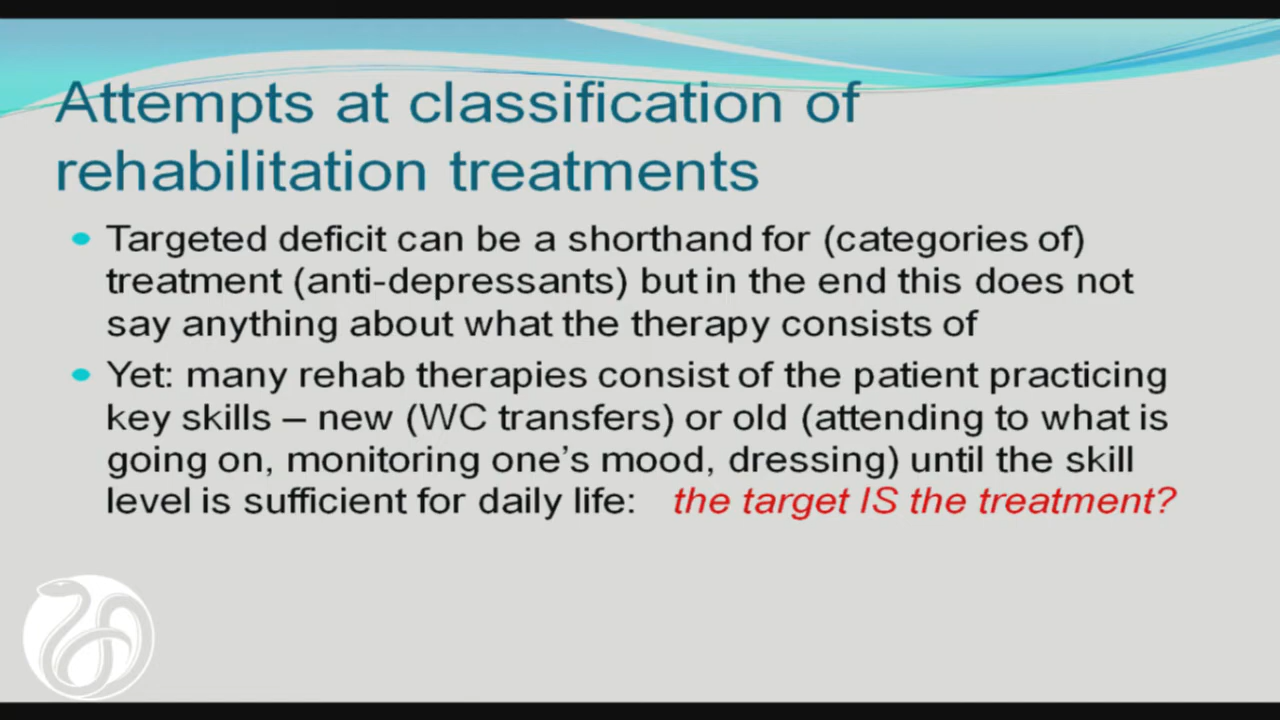 Attempts at classification of
rehabilitation treatments
Targeted deficit can be a shorthand for (categories of)
treatment (anti-depressants) but in the end this does not
say anything about what the therapy consists of
Yet: many rehab therapies consist of the patient practicing
key skills – new (WC transfers) or old (attending to what is
going on, monitoring one’s mood, dressing) until the skill
level is sufficient for daily life: the target IS the treatment?